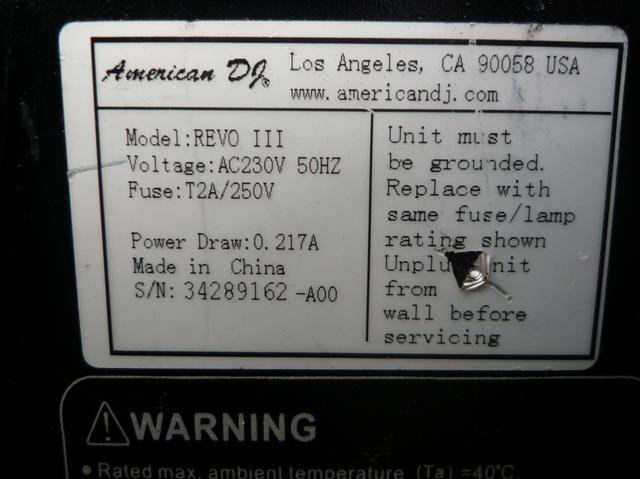 American DJ® Los Angeles, CA 90058 USA
www.americandj.com
Model:REVO III
Voltage:AC230V 50HZ
Fuse:T2A/250V
Power Draw:0.217A
Made in China
S/N: 34289162 -A00
Unit must
be grounded.
Replace with
same fuse/lamp
rating shown
from
wall before
servicing
WARNING
• Rated max. ambient temperature (Ta) =40°C